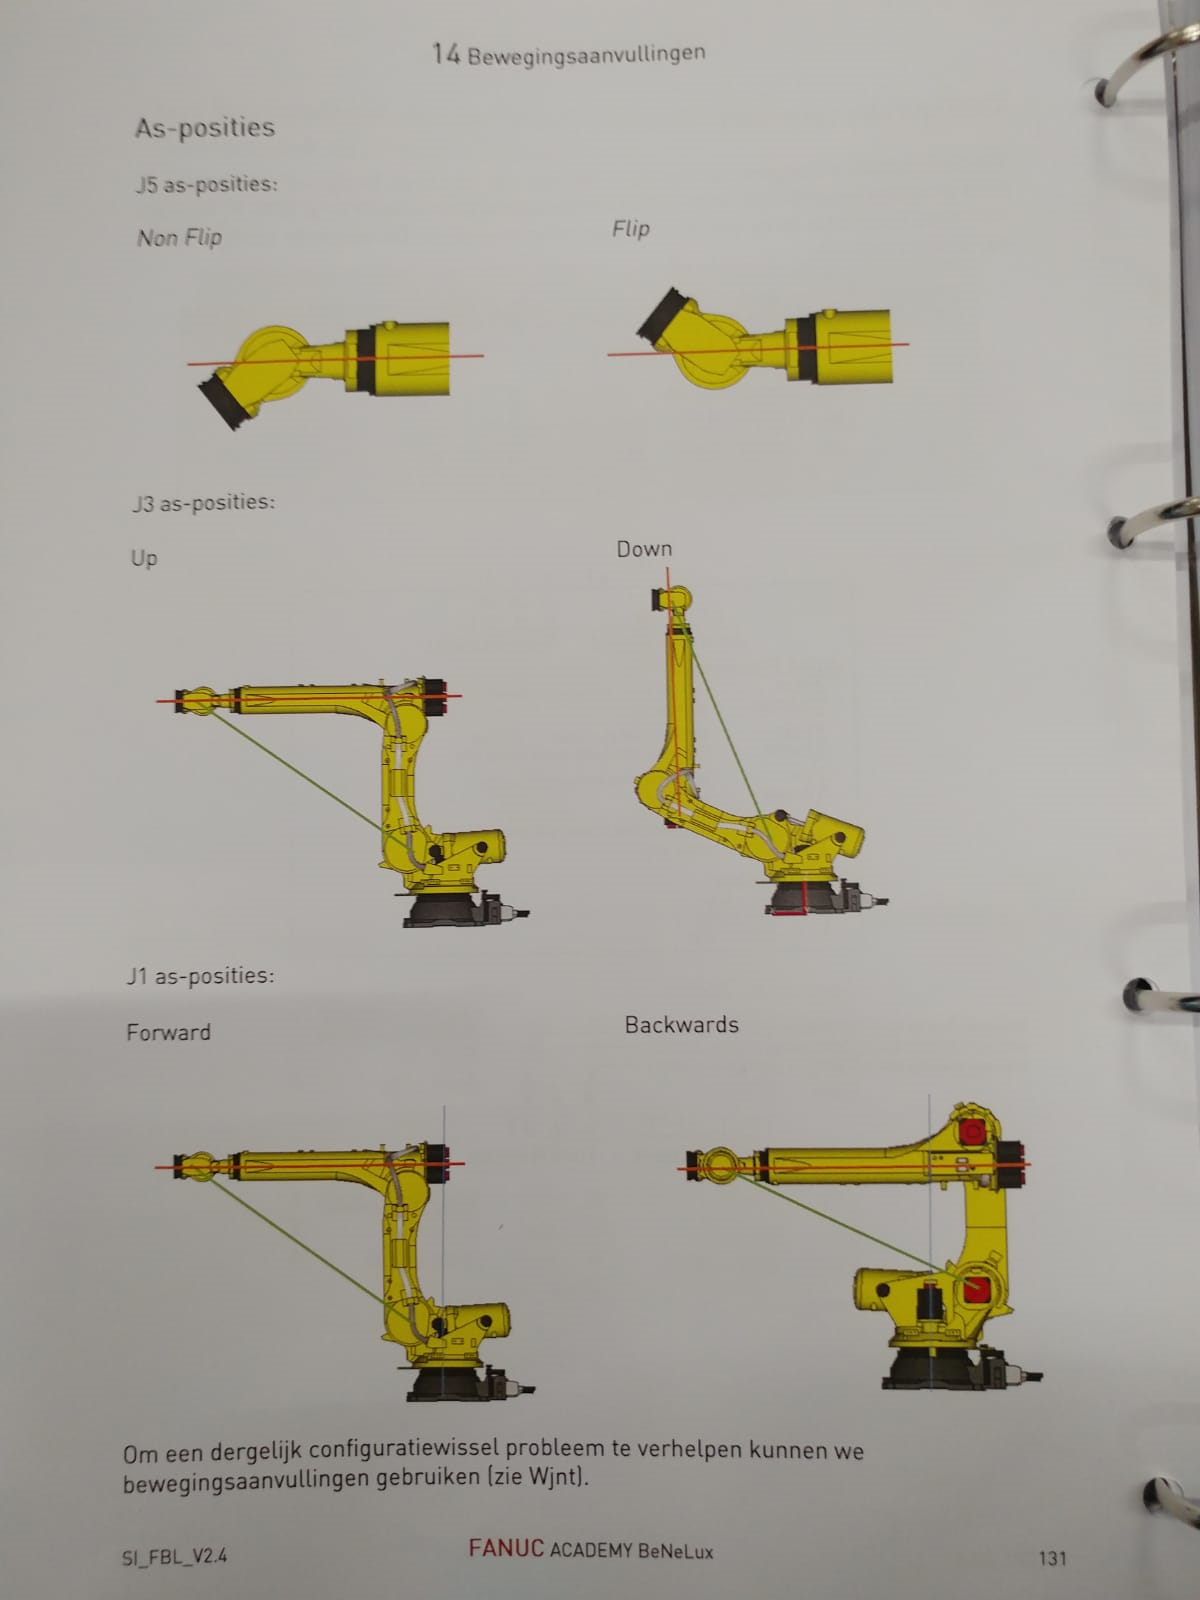 14 Bewegingsaanvullingen
As-posities
J5 as-posities:
Non Flip
Flip
J3 as-posities:
Up
Down
J1 as-posities:
Forward
Backwards
Om een dergelijk configuratiewissel probleem te verhelpen kunnen we
bewegingsaanvullingen gebruiken (zie Wjnt).
SI_FBL_V2.4
FANUC ACADEMY BeNeLux
131